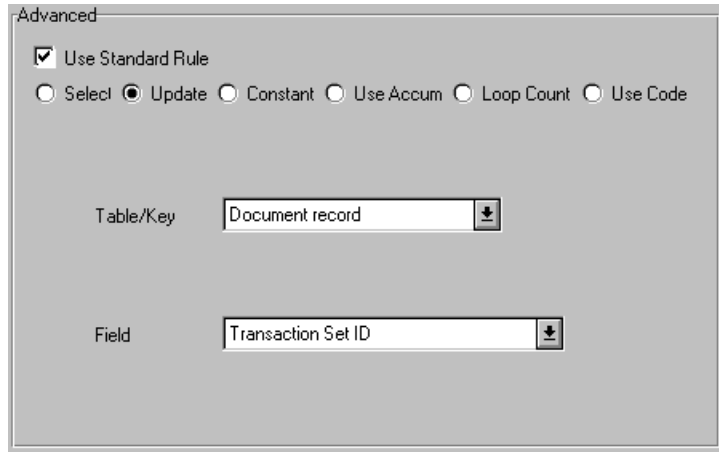 Advanced
Use Standard Rule
Select Update Constant Use Accum Loop Count Use Code
Table/Key Document record
Field Transaction Set ID